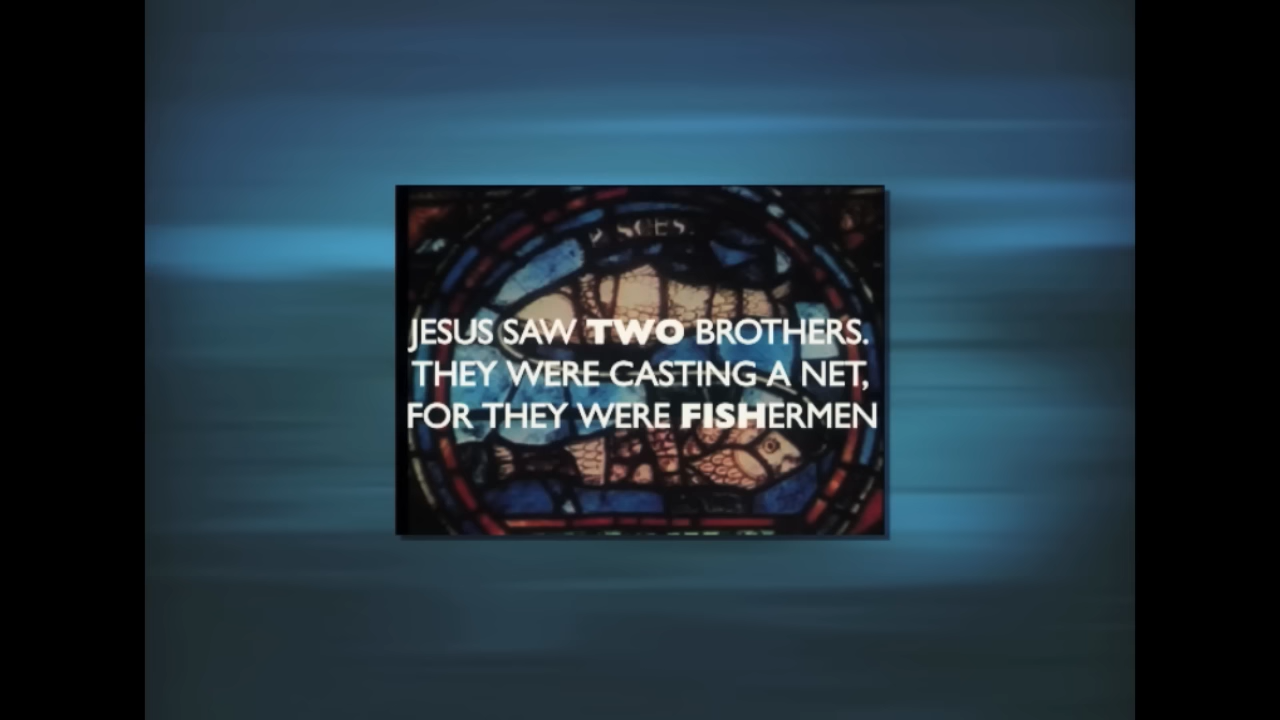 JESUS SAW TWO BROTHERS.
THEY WERE CASTING A NET,
FOR THEY WERE FISHERMEN